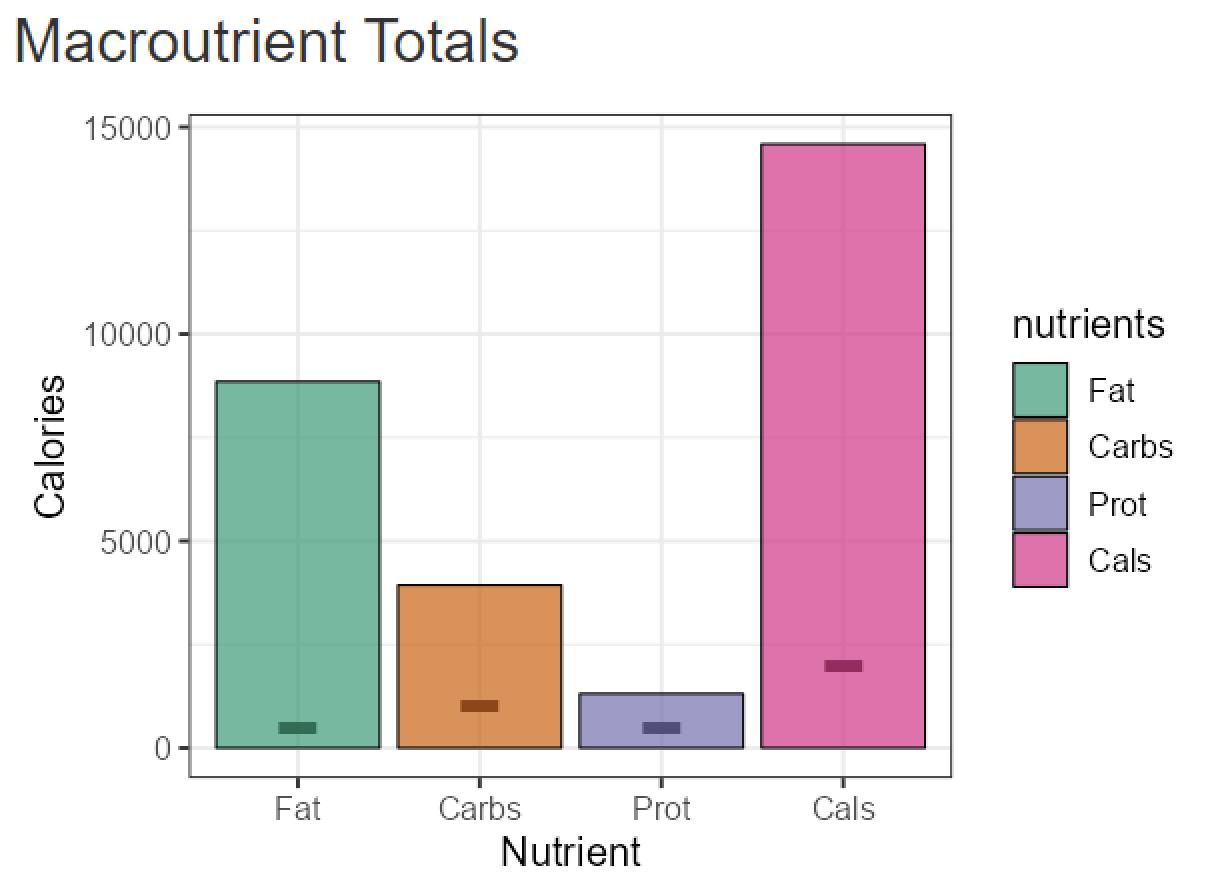 Macroutrient Totals
15000
10000
5000
0
Calories
Fat
Carbs
Prot
Cals
Nutrient
nutrients
Fat
Carbs
Prot
Cals